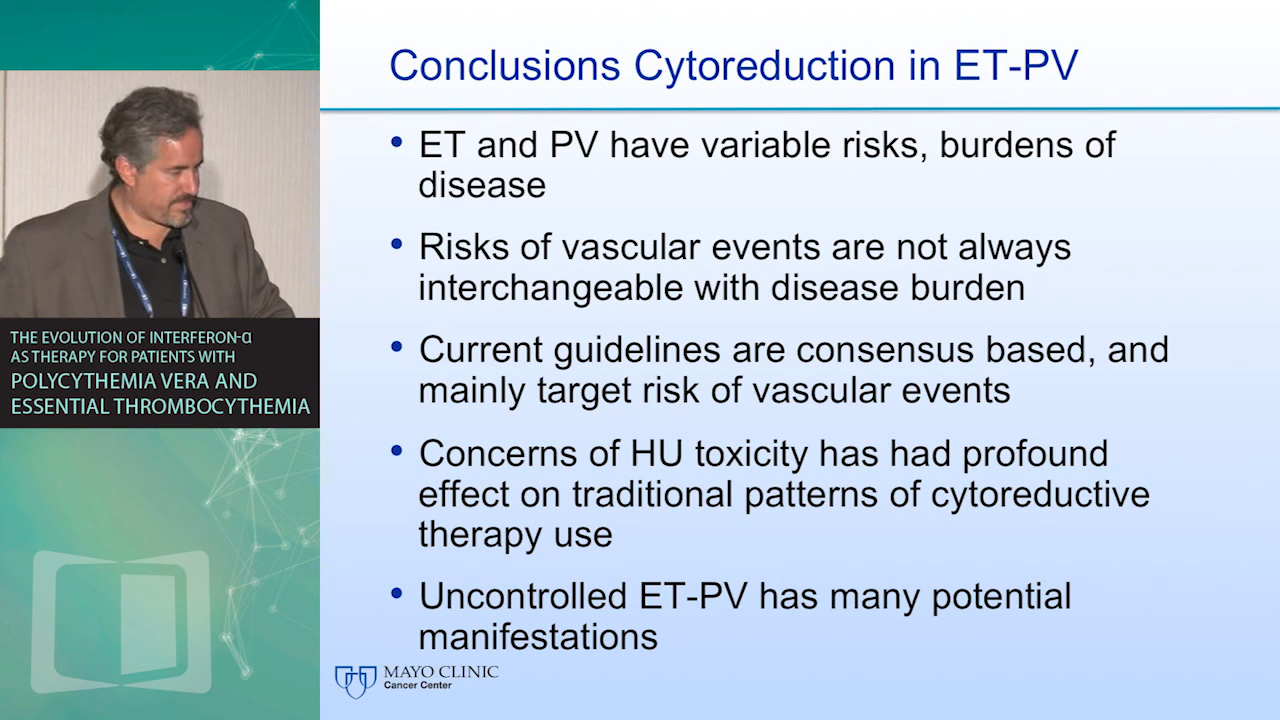 Conclusions Cytoreduction in ET-PV
• ET and PV have variable risks, burdens of
disease
• Risks of vascular events are not always
interchangeable with disease burden
• Current guidelines are consensus based, and
mainly target risk of vascular events
• Concerns of HU toxicity has had profound
effect on traditional patterns of cytoreductive
therapy use
• Uncontrolled ET-PV has many potential
manifestations
MAYO CLINIC
Cancer Center
THE EVOLUTION OF INTERFERON-α
AS THERAPY FOR PATIENTS WITH
POLYCYTHEMIA VERA AND
ESSENTIAL THROMBOCYTHEMIA